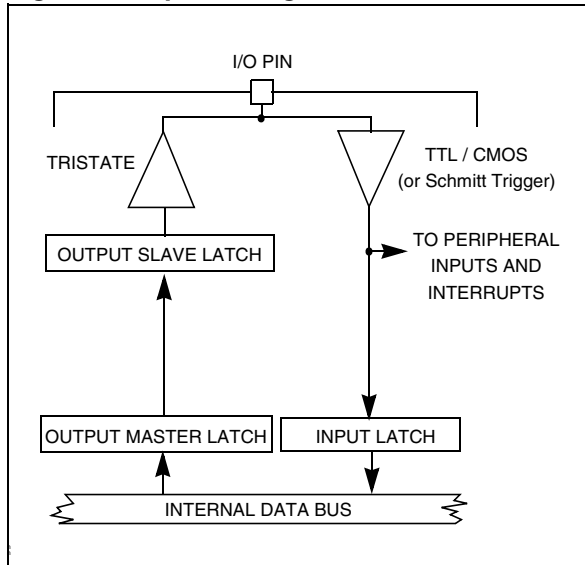 I/O PIN
TRISTATE
TTL / CMOS
(or Schmitt Trigger)
TO PERIPHERAL
INPUTS AND
INTERRUPTS
OUTPUT SLAVE LATCH
OUTPUT MASTER LATCH
INPUT LATCH
INTERNAL DATA BUS